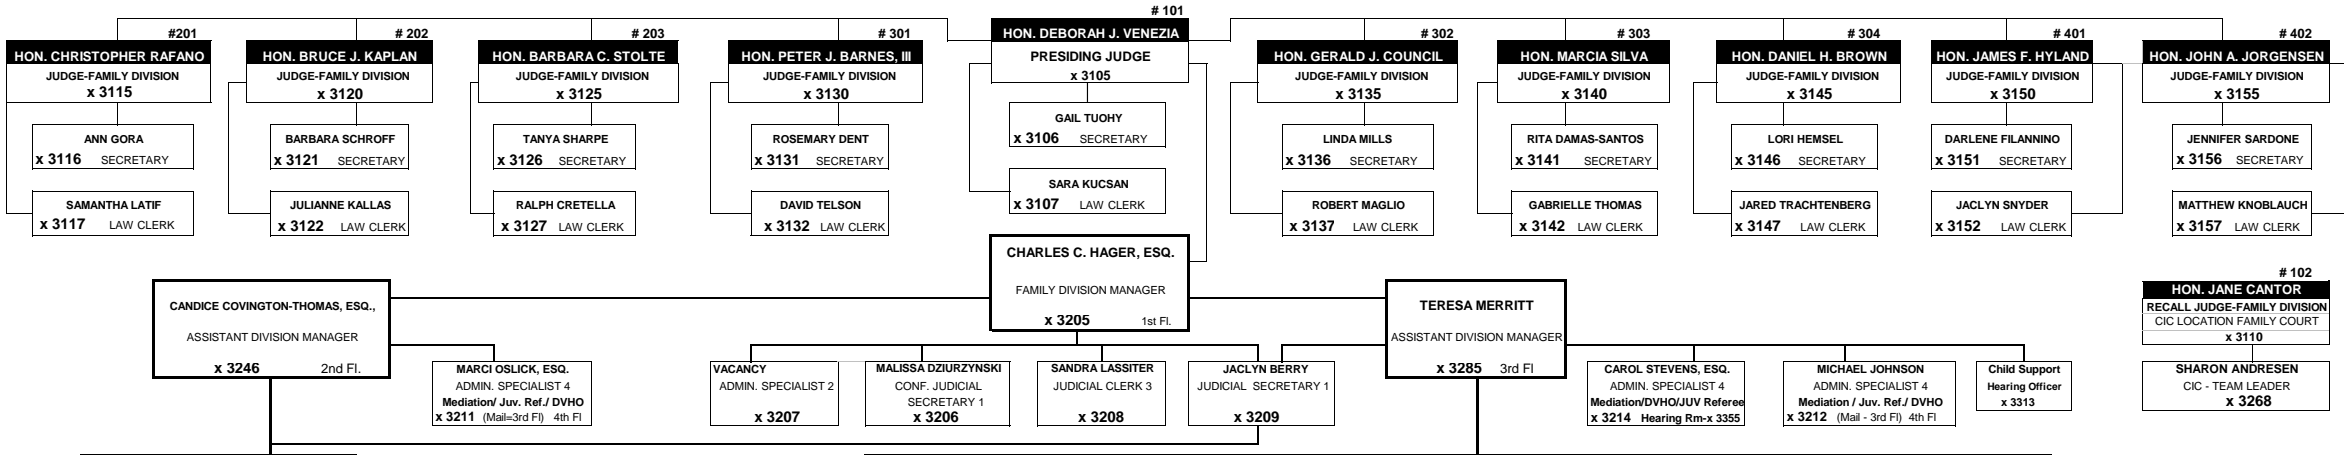 # 101
#201
HON. CHRISTOPHER RAFANO
JUDGE-FAMILY DIVISION
x 3115
ANN GORA
x 3116 SECRETARY
SAMANTHA LATIF
x 3117 LAW CLERK
# 202
HON. BRUCE J. KAPLAN
JUDGE-FAMILY DIVISION
x 3120
BARBARA SCHROFF
x 3121 SECRETARY
JULIANNE KALLAS
x 3122 LAW CLERK
# 203
HON. BARBARA C. STOLTE
JUDGE-FAMILY DIVISION
x 3125
TANYA SHARPE
x 3126 SECRETARY
RALPH CRETELLA
x 3127 LAW CLERK
# 301
HON. PETER J. BARNES, III
JUDGE-FAMILY DIVISION
x 3130
ROSEMARY DENT
x 3131 SECRETARY
DAVID TELSON
x 3132 LAW CLERK
HON. DEBORAH J. VENEZIA
PRESIDING JUDGE
x 3105
GAIL TUOHY
x 3106 SECRETARY
SARA KUCSAN
x 3107 LAW CLERK
# 302
HON. GERALD J. COUNCIL
JUDGE-FAMILY DIVISION
x 3135
LINDA MILLS
x 3136 SECRETARY
ROBERT MAGLIO
x 3137 LAW CLERK
# 303
HON. MARCIA SILVA
JUDGE-FAMILY DIVISION
x 3140
RITA DAMAS-SANTOS
x 3141 SECRETARY
GABRIELLE THOMAS
x 3142 LAW CLERK
# 304
HON. DANIEL H. BROWN
JUDGE-FAMILY DIVISION
x 3145
LORI HEMSEL
x 3146 SECRETARY
JARED TRACHTENBERG
x 3147 LAW CLERK
# 401
HON. JAMES F. HYLAND
JUDGE-FAMILY DIVISION
x 3150
DARLENE FILANNINO
x 3151 SECRETARY
JACLYN SNYDER
x 3152 LAW CLERK
# 402
HON. JOHN A. JORGENSEN
JUDGE-FAMILY DIVISION
x 3155
JENNIFER SARDONE
x 3156 SECRETARY
MATTHEW KNOBLAUCH
x 3157 LAW CLERK
CHARLES C. HAGER, ESQ.
FAMILY DIVISION MANAGER
x 3205 1st Fl.
CANDICE COVINGTON-THOMAS, ESQ.,
ASSISTANT DIVISION MANAGER
x 3246 2nd Fl.
TERESA MERRITT
ASSISTANT DIVISION MANAGER
x 3285 3rd Fl
# 102
HON. JANE CANTOR
RECALL JUDGE-FAMILY DIVISION
CIC LOCATION FAMILY COURT
x 3110
MARCI OSLICK, ESQ.
ADMIN. SPECIALIST 4
Mediation/ Juv. Ref./ DVHO
x 3211 (Mail=3rd Fl) 4th Fl
VACANCY
ADMIN. SPECIALIST 2
x 3207
MALISSA DZIURZYNSKI
CONF. JUDICIAL
SECRETARY 1
x 3206
SANDRA LASSITER
JUDICIAL CLERK 3
x 3208
JACLYN BERRY
JUDICIAL SECRETARY 1
x 3209
CAROL STEVENS, ESQ.
ADMIN. SPECIALIST 4
Mediation/DVHO/JUV Referee
x 3214 Hearing Rm-x 3355
MICHAEL JOHNSON
ADMIN. SPECIALIST 4
Mediation / Juv. Ref./ DVHO
x 3212 (Mail - 3rd Fl) 4th Fl
Child Support
Hearing Officer
x 3313
SHARON ANDRESEN
CIC - TEAM LEADER
x 3268